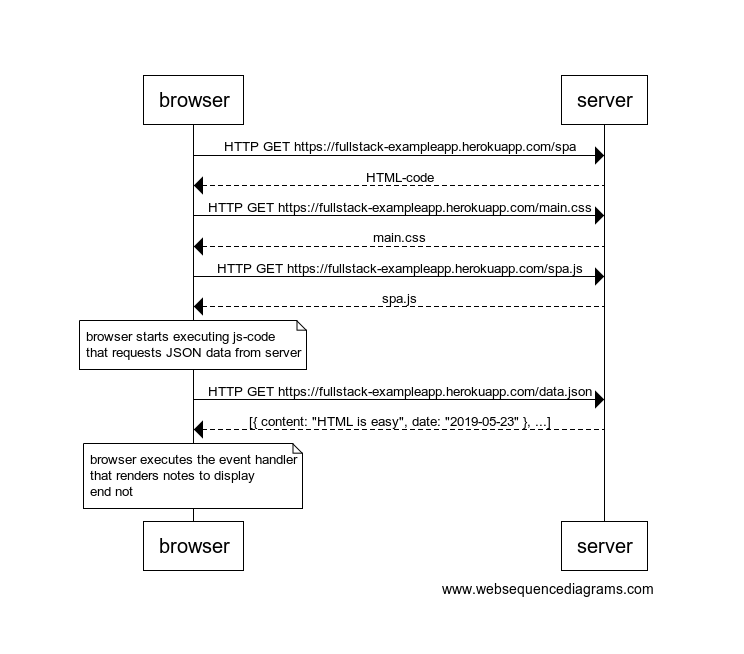 browser
server
HTTP GET https://fullstack-exampleapp.herokuapp.com/spa
HTML-code
HTTP GET https://fullstack-exampleapp.herokuapp.com/main.css
main.css
HTTP GET https://fullstack-exampleapp.herokuapp.com/spa.js
spa.js
browser starts executing js-code
that requests JSON data from server
HTTP GET https://fullstack-exampleapp.herokuapp.com/data.json
[{ content: "HTML is easy", date: "2019-05-23" }, ...]
browser executes the event handler
that renders notes to display
end not
browser
server
www.websequencediagrams.com